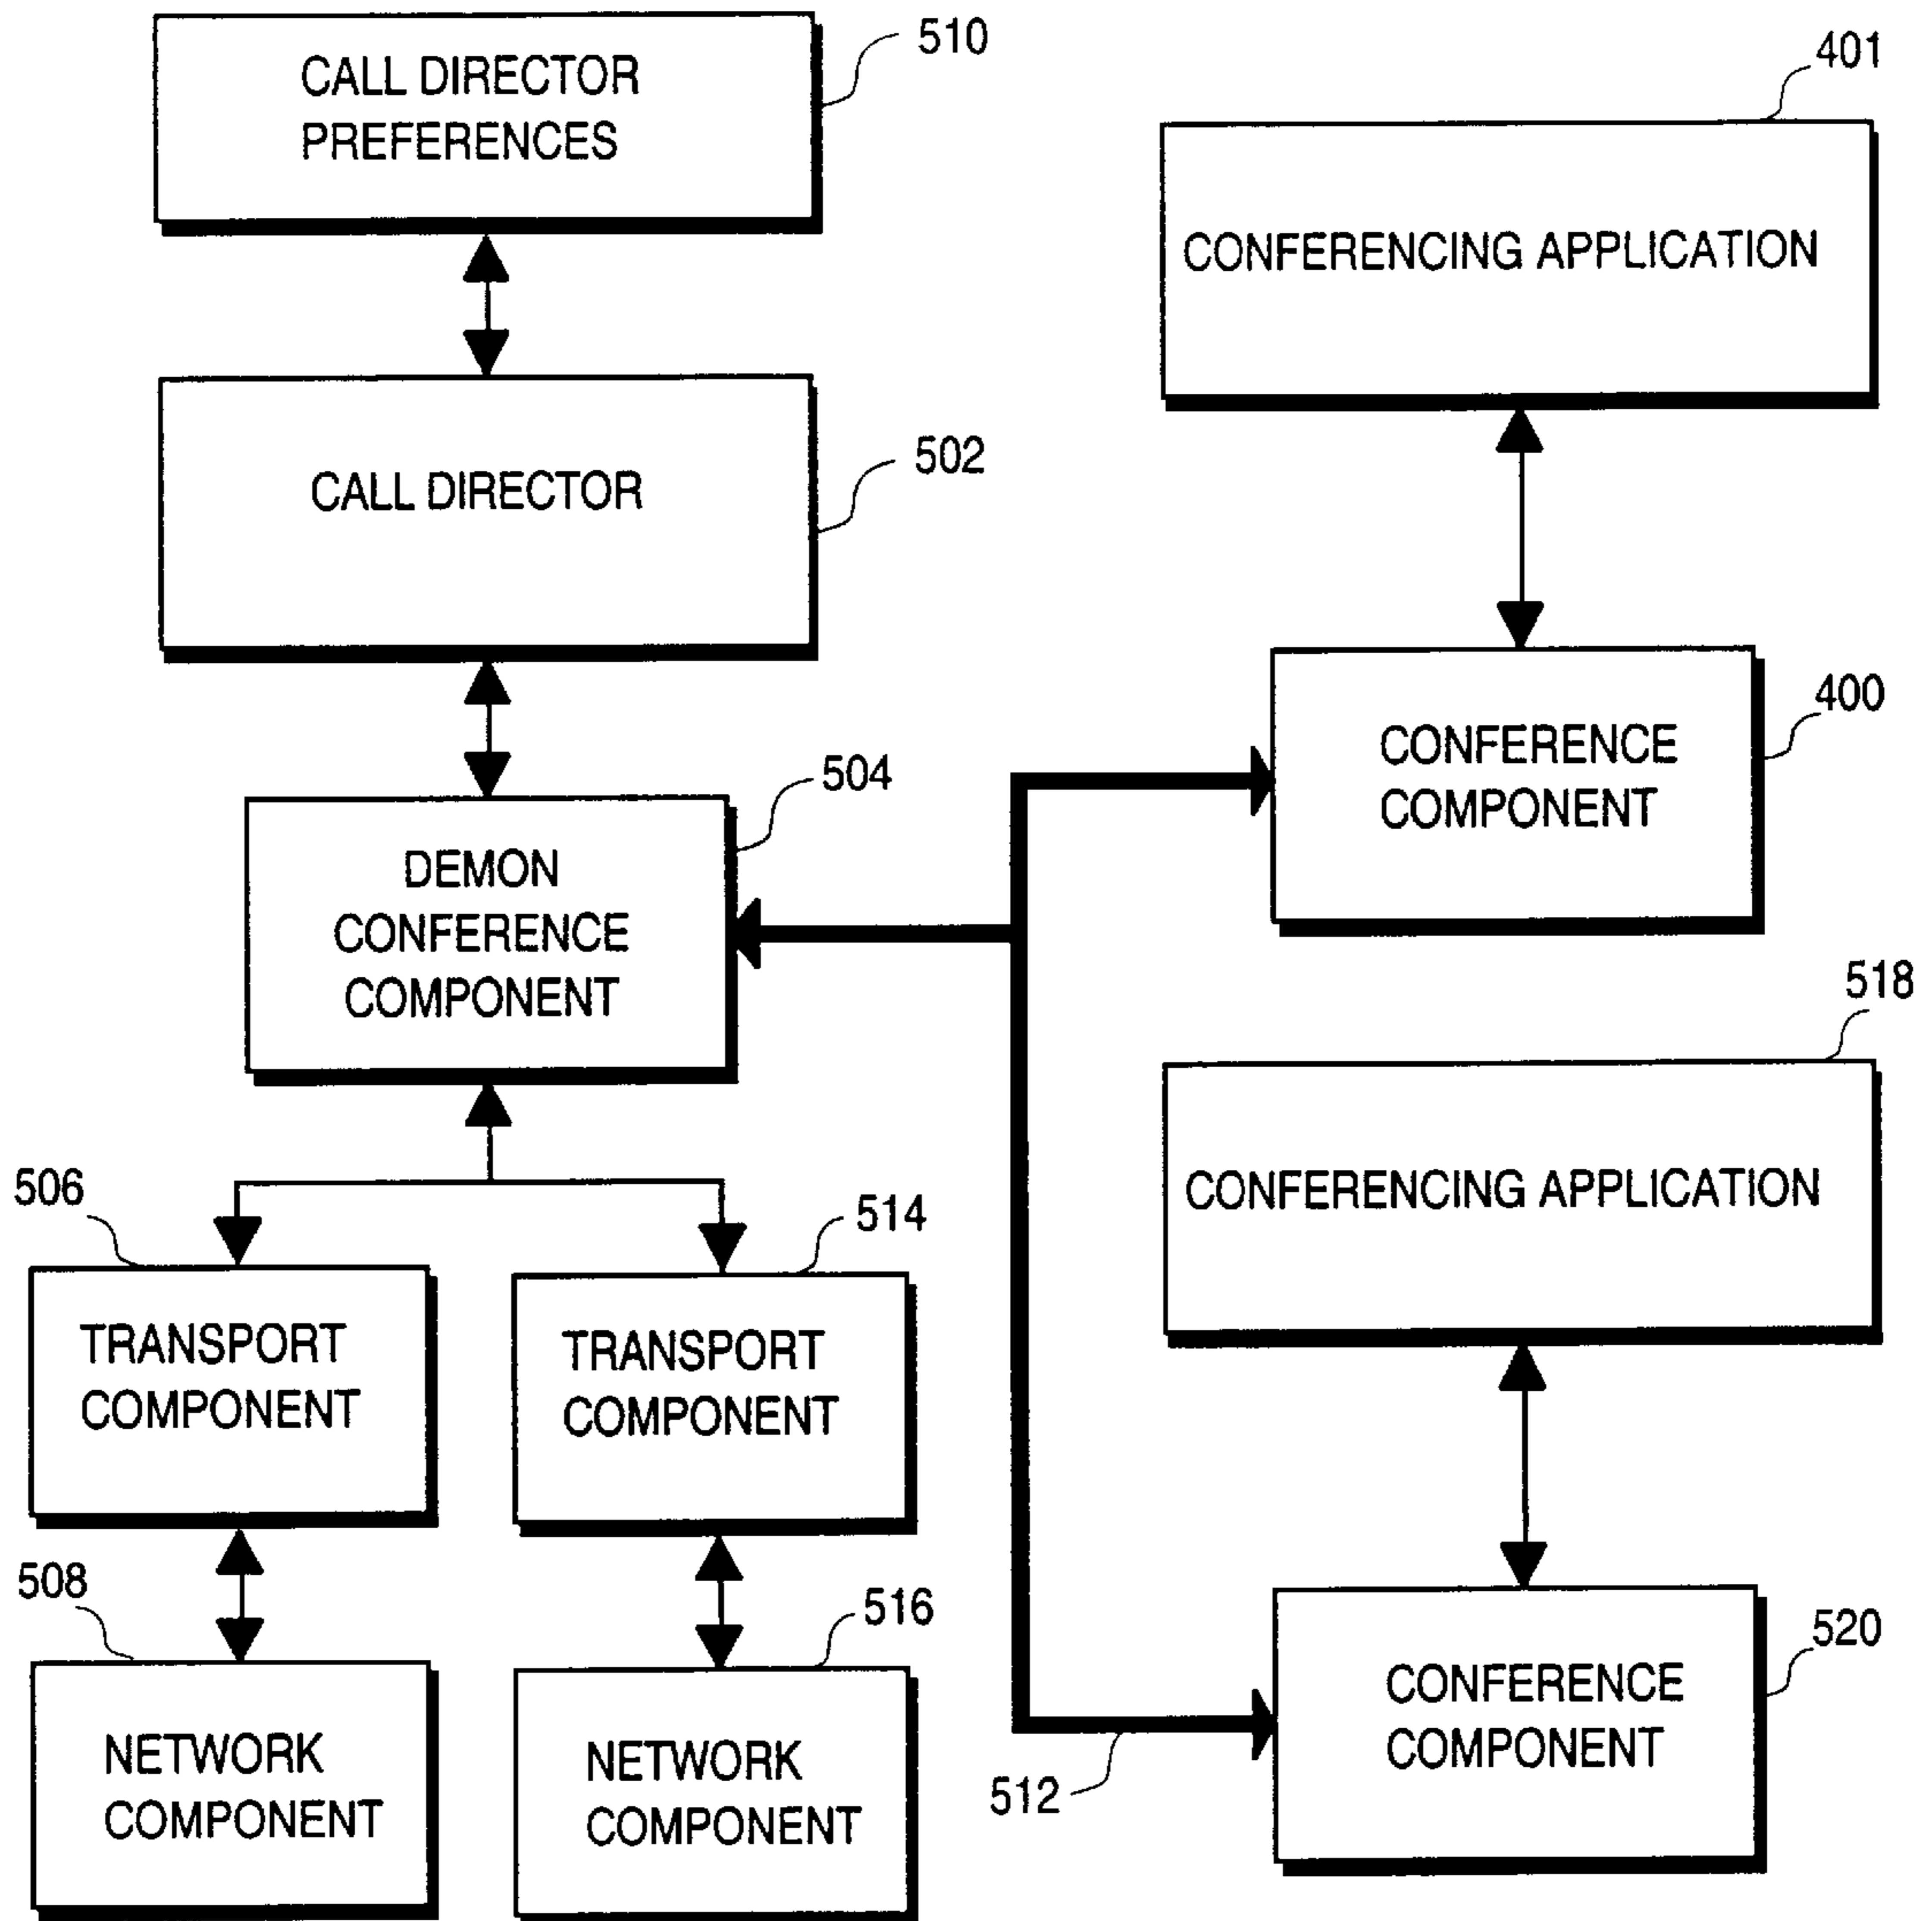 510
CALL DIRECTOR
PREFERENCES
401
CONFERENCING APPLICATION
502
CALL DIRECTOR
400
CONFERENCE
COMPONENT
504
DEMON
CONFERENCE
COMPONENT
518
CONFERENCING APPLICATION
506
TRANSPORT
COMPONENT
514
TRANSPORT
COMPONENT
508
NETWORK
COMPONENT
516
NETWORK
COMPONENT
520
CONFERENCE
COMPONENT
512